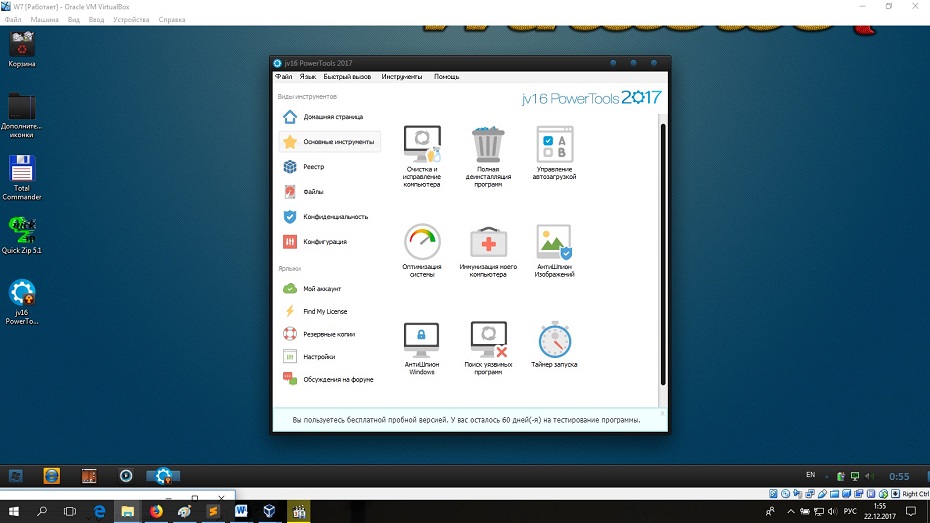 W7 [Работает] - Oracle VM VirtualBox
Файл Машина Вид Ввод Устройства Справка
Корзина
Дополните...
иконки
Total
Commander
Quick Zip 5.1
jv16
PowerTo...
jv16 PowerTools 2017
Файл Язык Быстрый вызов Инструменты Помощь
Виды инструментов
jv16 PowerTools 2017
Домашняя страница
Основные инструменты
Реестр
Файлы
Конфиденциальность
Конфигурация
Ярлыки
Мой аккаунт
Find My License
Резервные копии
Настройки
Обсуждения на форуме
Очистка и
исправление
компьютера
Полная
деинсталляция
программ
Управление
автозагрузкой
Оптимизация
системы
Иммунизация моего
компьютера
АнтиШпион
Изображений
АнтиШпион
Windows
Поиск уязвимых
программ
Таймер запуска
Вы пользуетесь бесплатной пробной версией. У вас осталось 60 дней(-я) на тестирование программы.
EN
0:55
Right Ctrl
РУС
1:55
22.12.2017